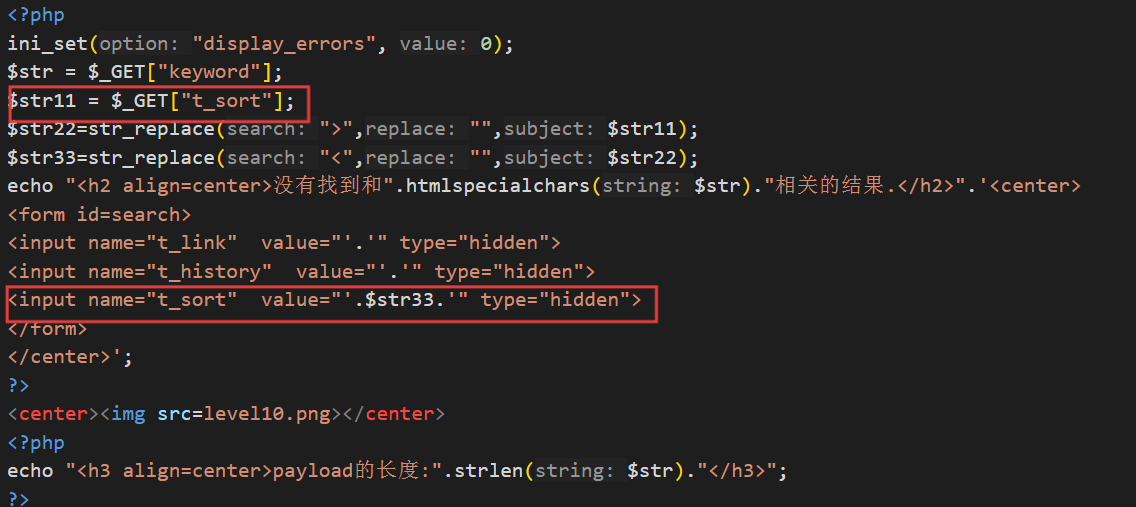 <?php
ini_set(option: "display_errors", value: 0);
$str = $_GET["keyword"];
$str11 = $_GET["t_sort"];
$str22=str_replace(search: ">",replace: "",subject: $str11);
$str33=str_replace(search: "<",replace: "",subject: $str22);
echo "<h2 align=center>没有找到和".htmlspecialchars(string: $str)."相关的结果.</h2>".'<center>
<form id=search>
<input name="t_link"  value="'.'" type="hidden">
<input name="t_history"  value="'.'" type="hidden">
<input name="t_sort"  value="'.$str33.'" type="hidden">
</form>
</center>';
?>
<center><img src=level10.png></center>
<?php
echo "<h3 align=center>payload的长度:".strlen(string: $str)."</h3>";
?>